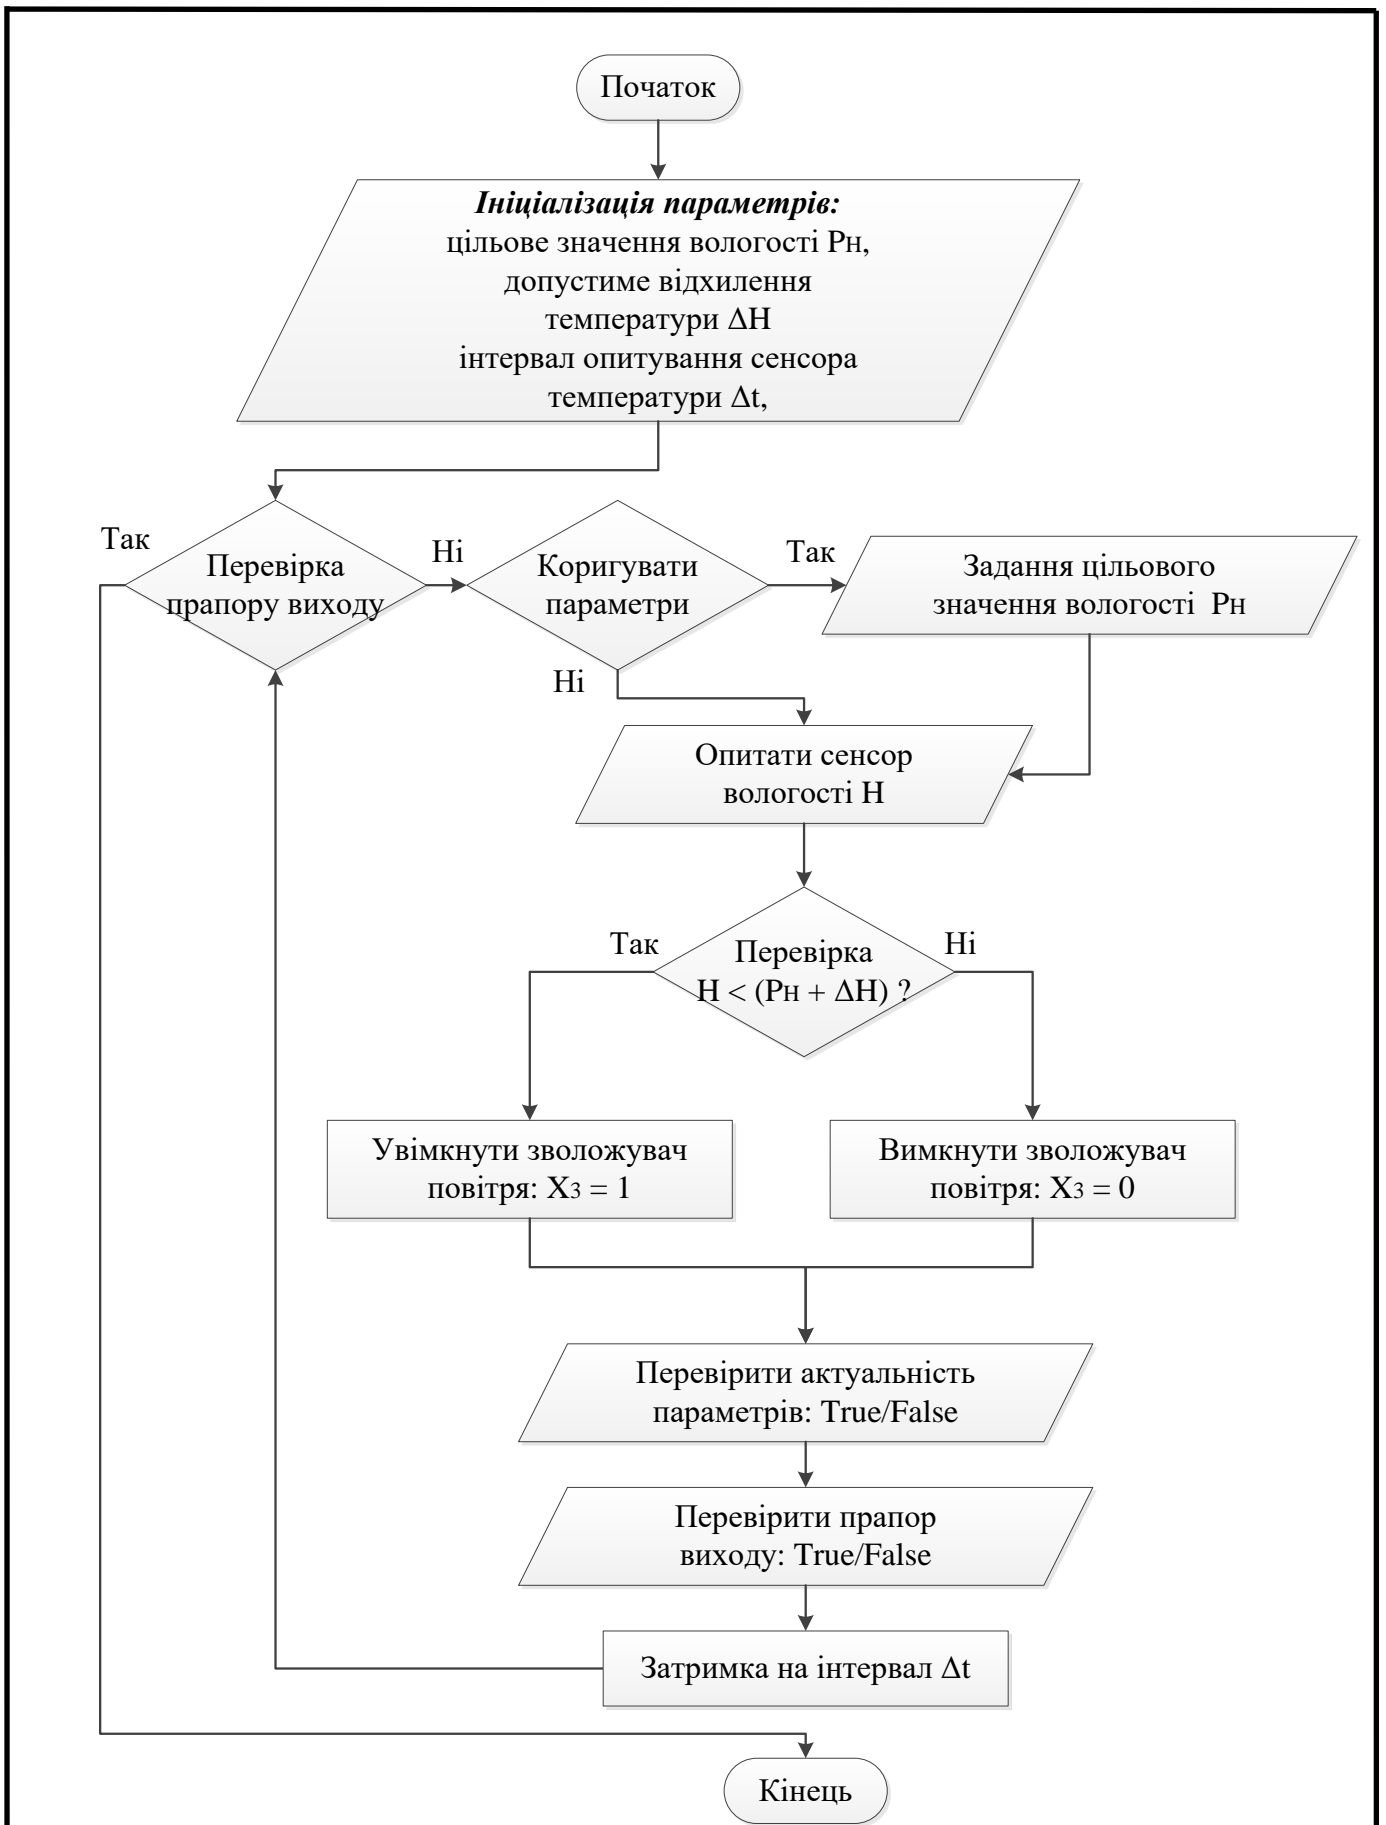 Початок
Ініціалізація параметрів:
цільове значення вологості Pн,
допустиме відхилення
температури ΔH
інтервал опитування сенсора
температури Δt,
Так
Перевірка
прапору виходу
Ні
Коригувати
параметри
Так
Задання цільового
значення вологості Pн
Ні
Опитати сенсор
вологості H
Так
Перевірка
H < (Pн + ΔH) ?
Ні
Увімкнути зволожувач
повітря: X3 = 1
Вимкнути зволожувач
повітря: X3 = 0
Перевірити актуальність
параметрів: True/False
Перевірити прапор
виходу: True/False
Затримка на інтервал Δt
Кінець